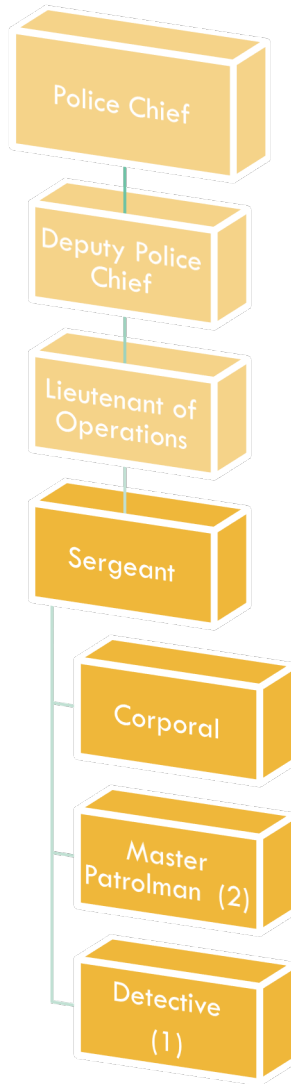 Police Chief
Deputy Police
Chief
Lieutenant of
Operations
Sergeant
Corporal
Master
Patrolman (2)
Detective
(1)